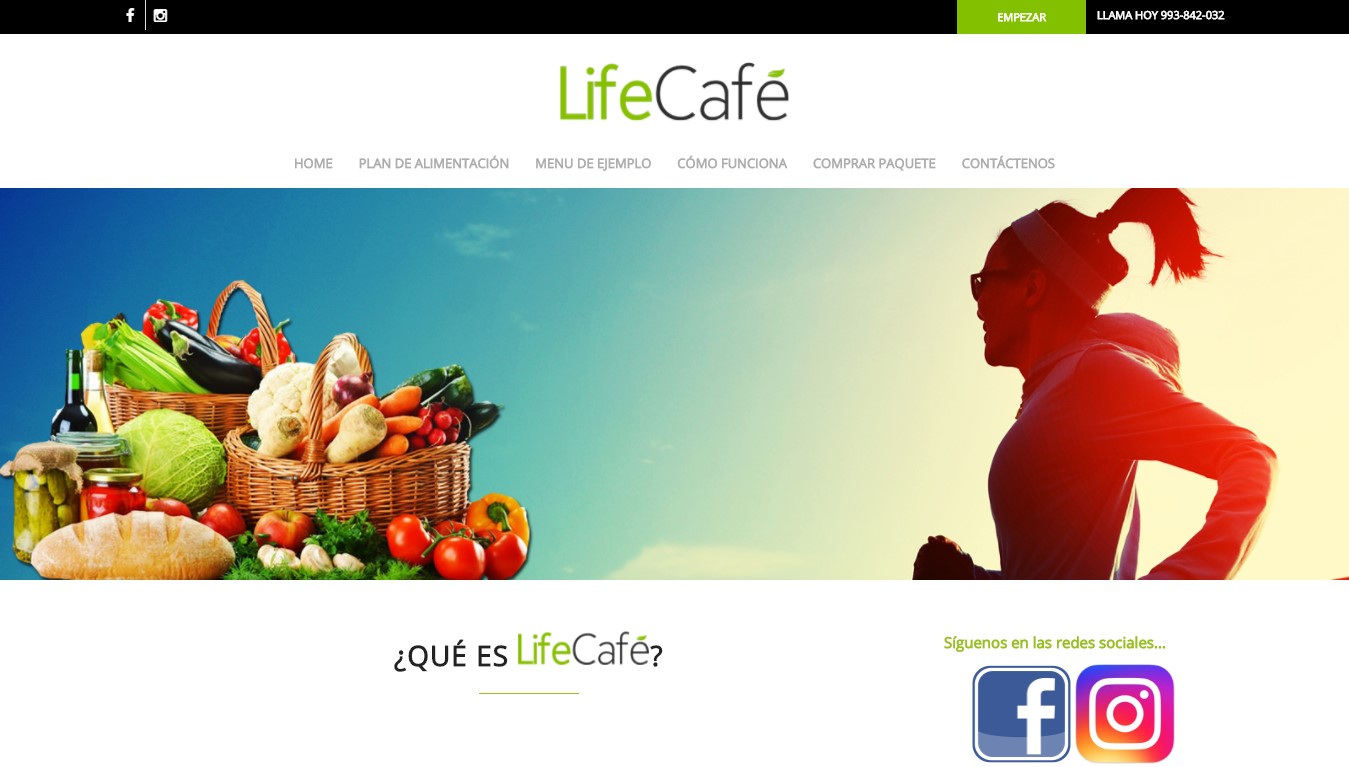 EMPEZAR
LLAMA HOY 993-842-032
LifeCafé
HOME PLAN DE ALIMENTACIÓN MENU DE EJEMPLO CÓMO FUNCIONA COMPRAR PAQUETE CONTÁCTENOS
¿QUÉ ES LifeCafé?
Síguenos en las redes sociales...